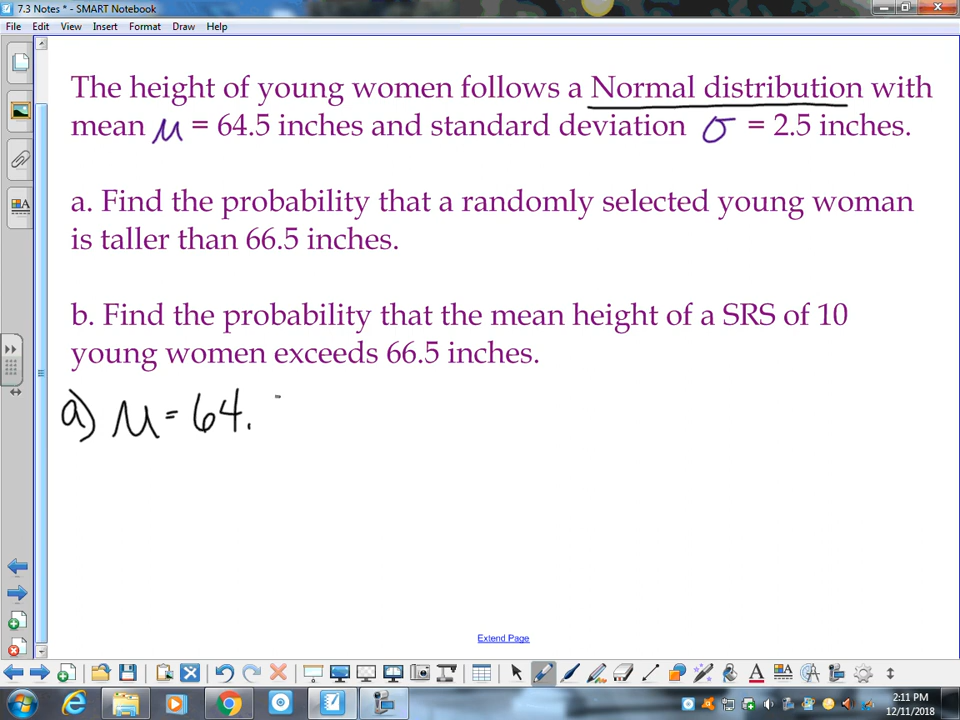 7.3 Notes * - SMART Notebook
File Edit View Insert Format Draw Help
The height of young women follows a Normal distribution with
mean μ = 64.5 inches and standard deviation σ = 2.5 inches.
a. Find the probability that a randomly selected young woman
is taller than 66.5 inches.
b. Find the probability that the mean height of a SRS of 10
young women exceeds 66.5 inches.
a) μ = 64.
Extend Page
2:11 PM
12/11/2018